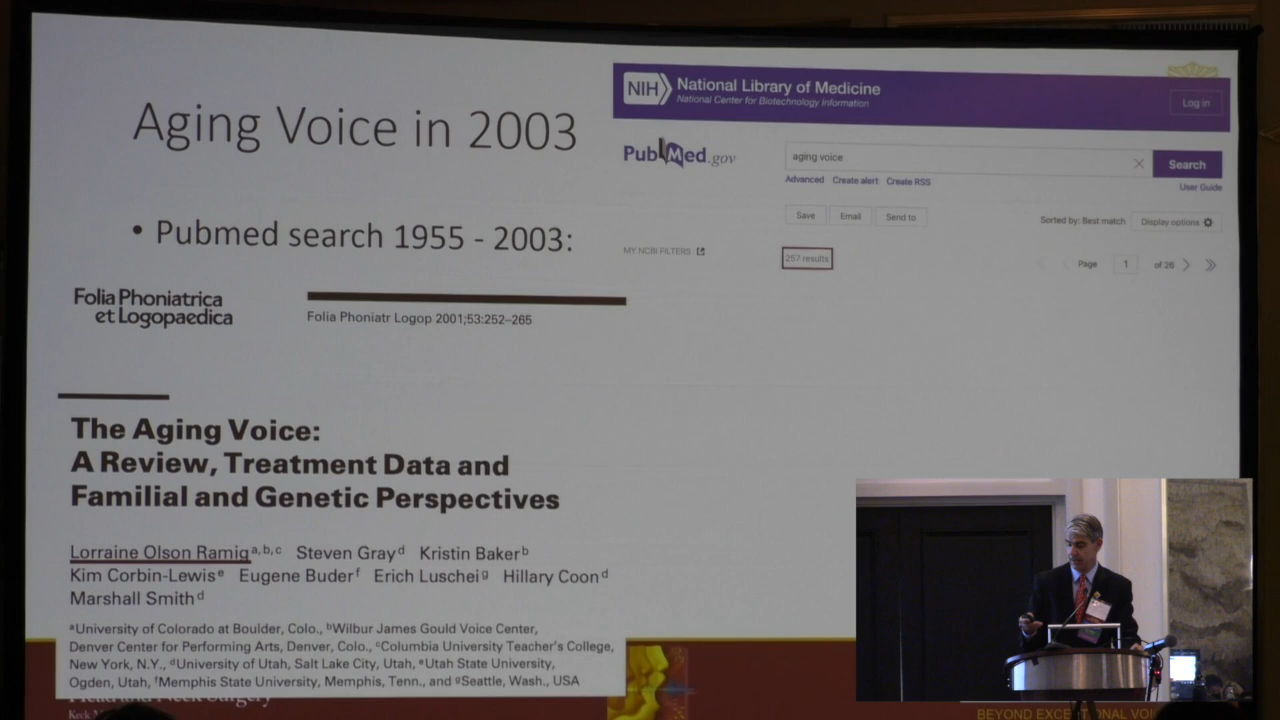 Aging Voice in 2003
• Pubmed search 1955 - 2003:
NIH National Library of Medicine
National Center for Biotechnology Information
Log in
PubMed.gov
aging voice
Search
Advanced Create alert Create RSS
User Guide
Save Email Send to
Sorted by: Best match Display options
MY NCBI FILTERS
257 results
Page 1 of 26
Folia Phoniatrica
et Logopaedica
Folia Phoniatr Logop 2001;53:252–265
The Aging Voice:
A Review, Treatment Data and
Familial and Genetic Perspectives
Lorraine Olson Ramig a,b,c Steven Gray d Kristin Baker b
Kim Corbin-Lewis e Eugene Buder f Erich Luschei g Hillary Coon d
Marshall Smith d
a University of Colorado at Boulder, Colo., b Wilbur James Gould Voice Center,
Denver Center for Performing Arts, Denver, Colo., c Columbia University Teacher's College,
New York, N.Y., d University of Utah, Salt Lake City, Utah, e Utah State University,
Ogden, Utah, f Memphis State University, Memphis, Tenn., and g Seattle, Wash., USA
Head and Neck Surgery
Keck
BEYOND EXCEPTIONAL